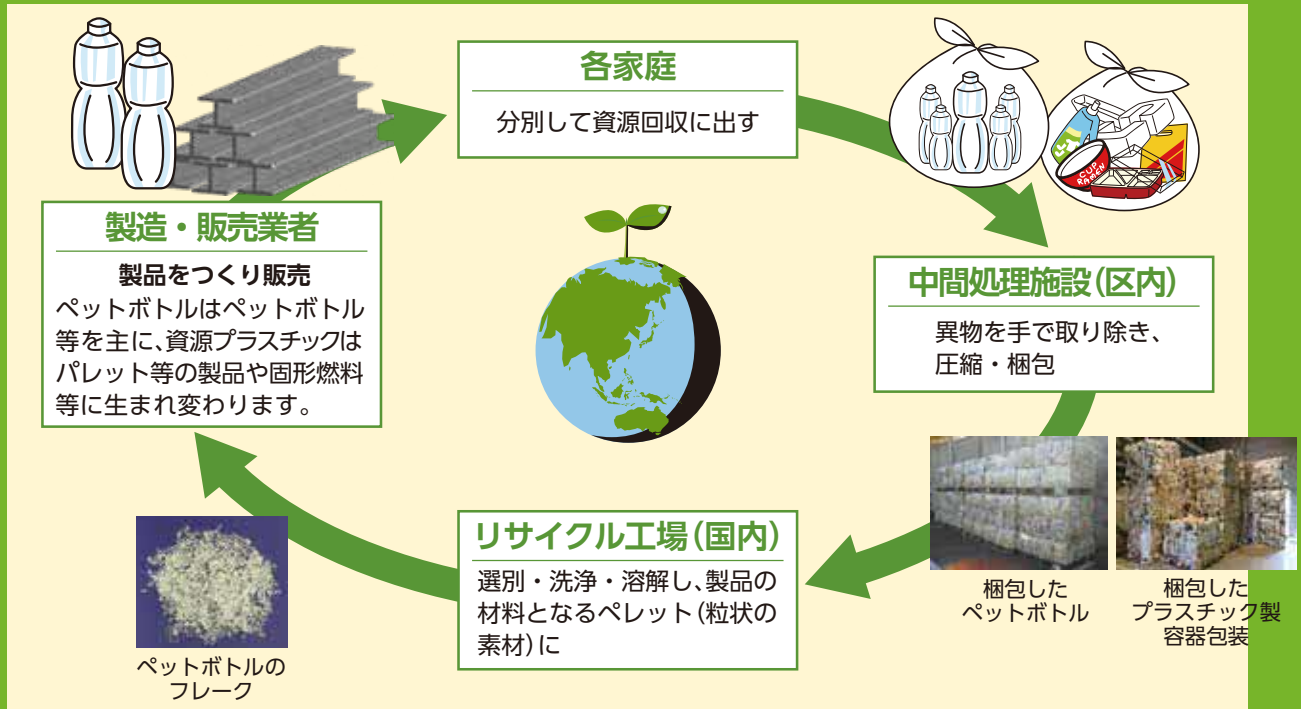 各家庭
分別して資源回収に出す
CUP
RAMEN
中間処理施設(区内)
異物を手で取り除き、
圧縮・梱包
梱包した
ペットボトル
梱包した
プラスチック製
容器包装
リサイクル工場(国内)
選別・洗浄・溶解し、製品の
材料となるペレット(粒状の
素材)に
ペットボトルの
フレーク
製造・販売業者
製品をつくり販売
ペットボトルはペットボトル
等を主に、資源プラスチックは
パレット等の製品や固形燃料
等に生まれ変わります。